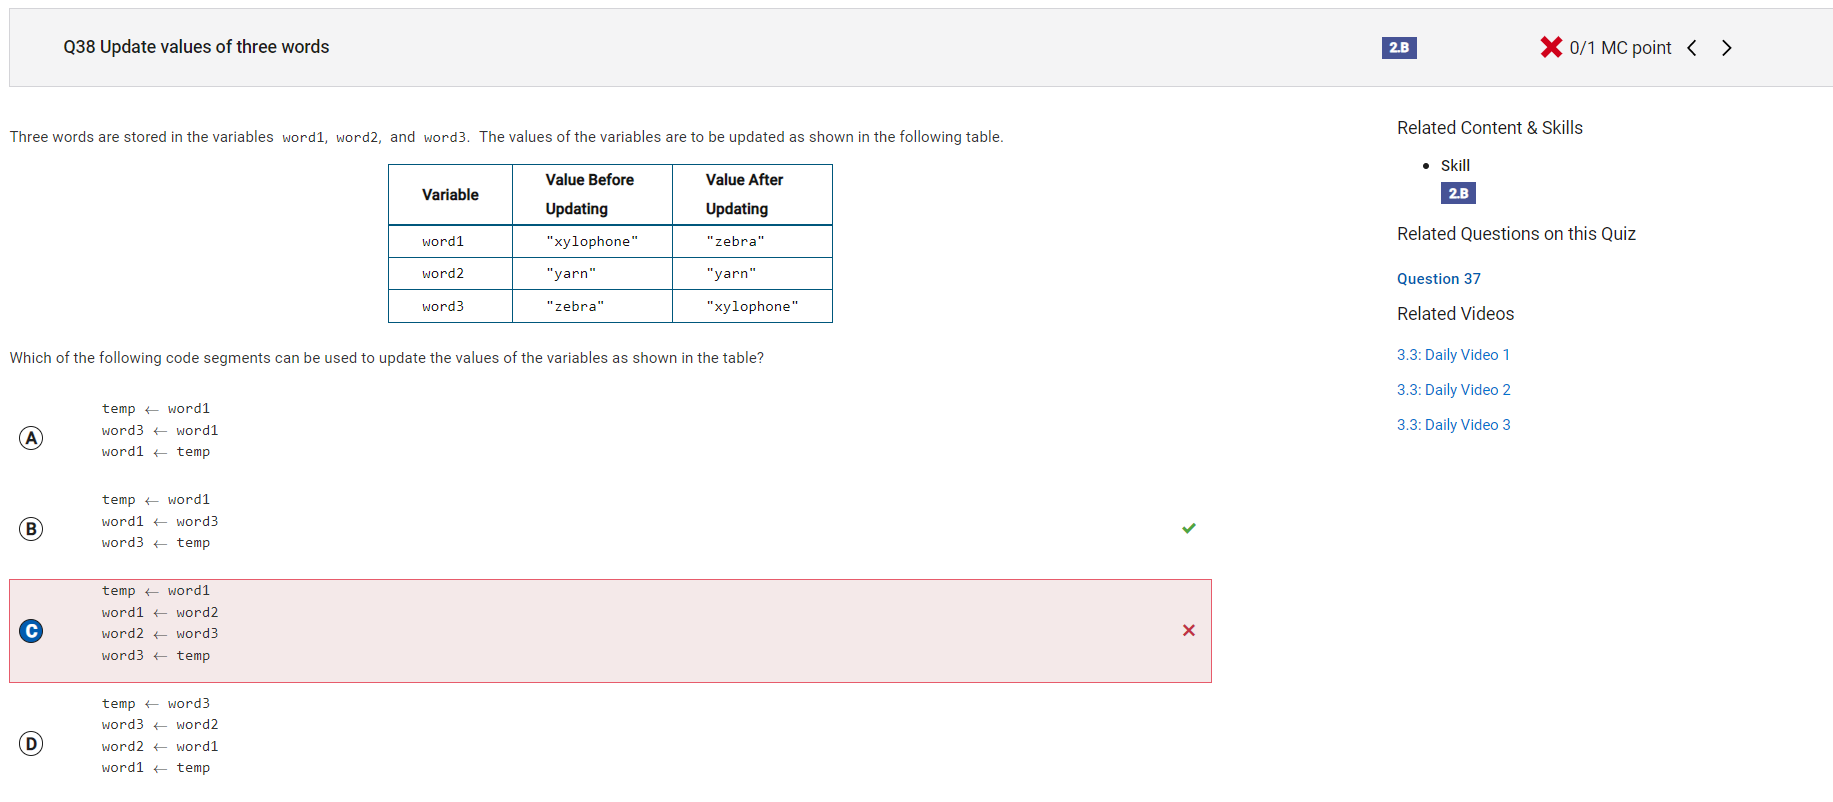 Q38 Update values of three words
2.B
0/1 MC point
Three words are stored in the variables word1, word2, and word3. The values of the variables are to be updated as shown in the following table.
Variable
Value Before
Updating
Value After
Updating
word1
"xylophone"
"zebra"
word2
"yarn"
"yarn"
word3
"zebra"
"xylophone"
Which of the following code segments can be used to update the values of the variables as shown in the table?
A
temp ← word1
word3 ← word1
word1 ← temp
B
temp ← word1
word1 ← word3
word3 ← temp
C
temp ← word1
word1 ← word2
word2 ← word3
word3 ← temp
D
temp ← word3
word3 ← word2
word2 ← word1
word1 ← temp
Related Content & Skills
• Skill
2.B
Related Questions on this Quiz
Question 37
Related Videos
3.3: Daily Video 1
3.3: Daily Video 2
3.3: Daily Video 3